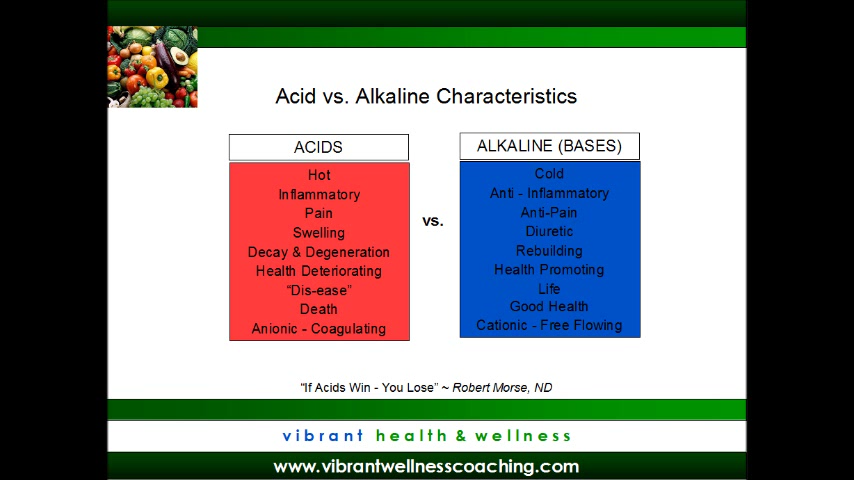 Acid vs. Alkaline Characteristics
ACIDS
Hot
Inflammatory
Pain
Swelling
Decay & Degeneration
Health Deteriorating
“Dis-ease”
Death
Anionic - Coagulating
vs.
ALKALINE (BASES)
Cold
Anti - Inflammatory
Anti-Pain
Diuretic
Rebuilding
Health Promoting
Life
Good Health
Cationic - Free Flowing
“If Acids Win - You Lose” ~ Robert Morse, ND
vibrant health & wellness
www.vibrantwellnesscoaching.com